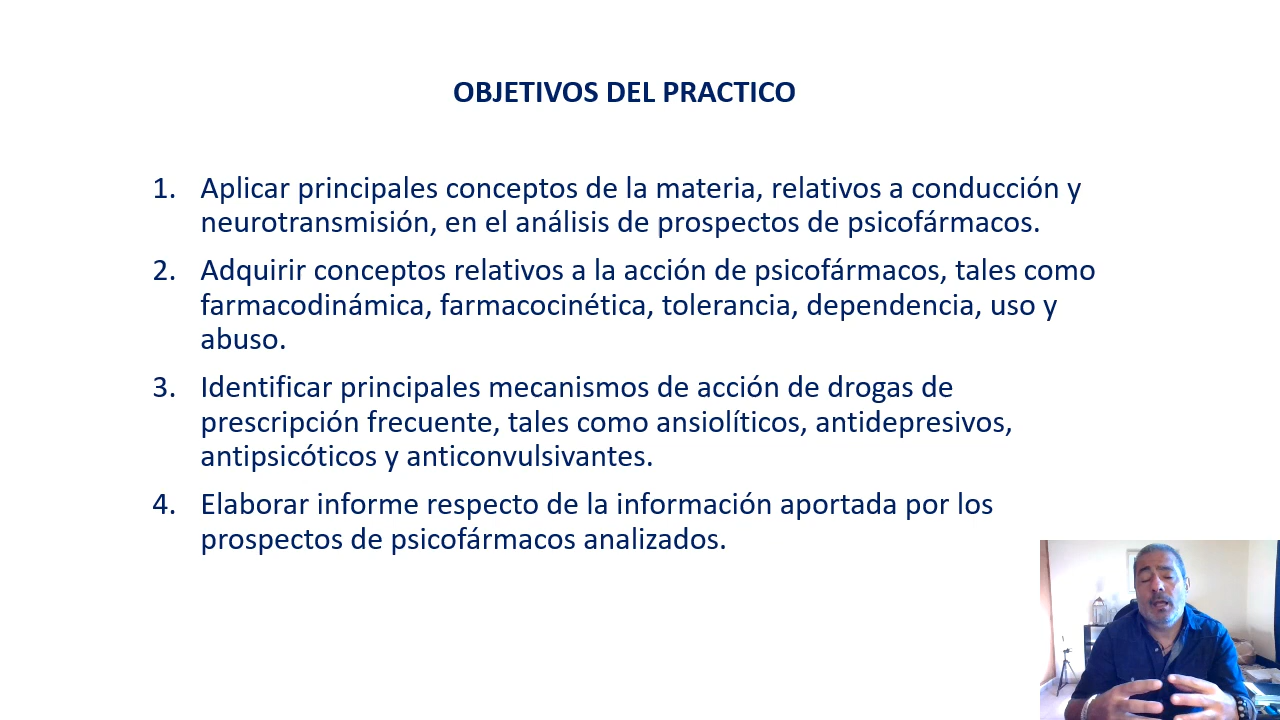 OBJETIVOS DEL PRACTICO
1. Aplicar principales conceptos de la materia, relativos a conducción y
neurotransmisión, en el análisis de prospectos de psicofármacos.
2. Adquirir conceptos relativos a la acción de psicofármacos, tales como
farmacodinámica, farmacocinética, tolerancia, dependencia, uso y
abuso.
3. Identificar principales mecanismos de acción de drogas de
prescripción frecuente, tales como ansiolíticos, antidepresivos,
antipsicóticos y anticonvulsivantes.
4. Elaborar informe respecto de la información aportada por los
prospectos de psicofármacos analizados.